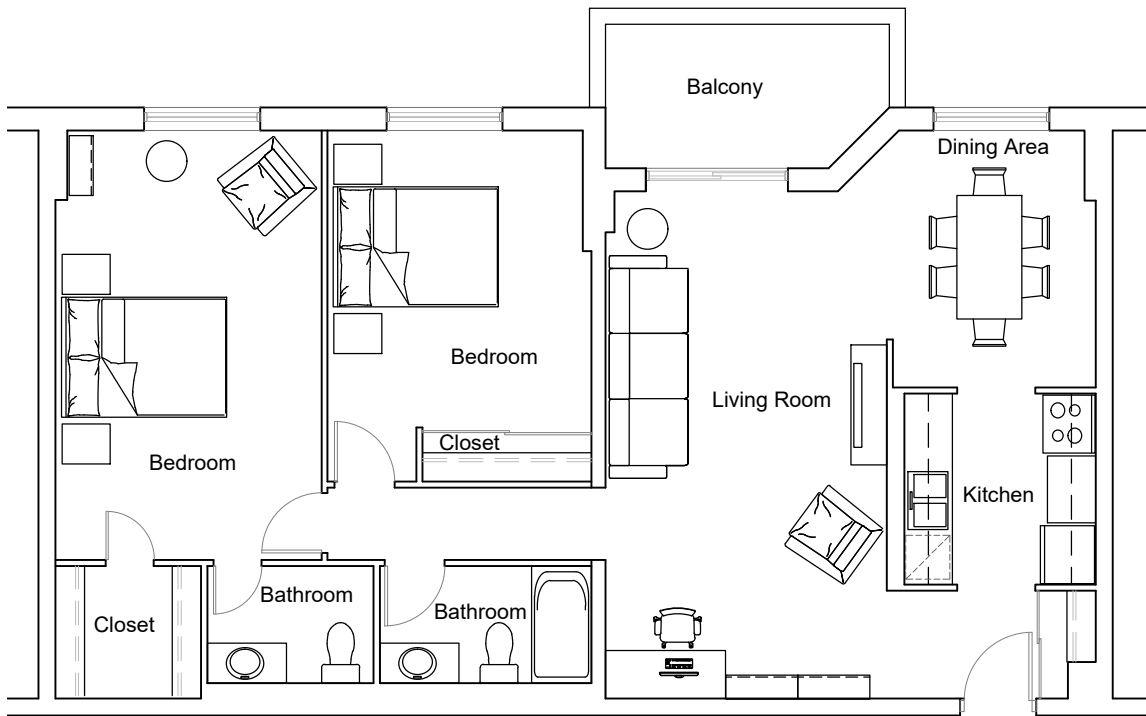 Balcony
Dining Area
Bedroom
Living Room
Closet
Bedroom
Kitchen
Bathroom
Bathroom
Closet